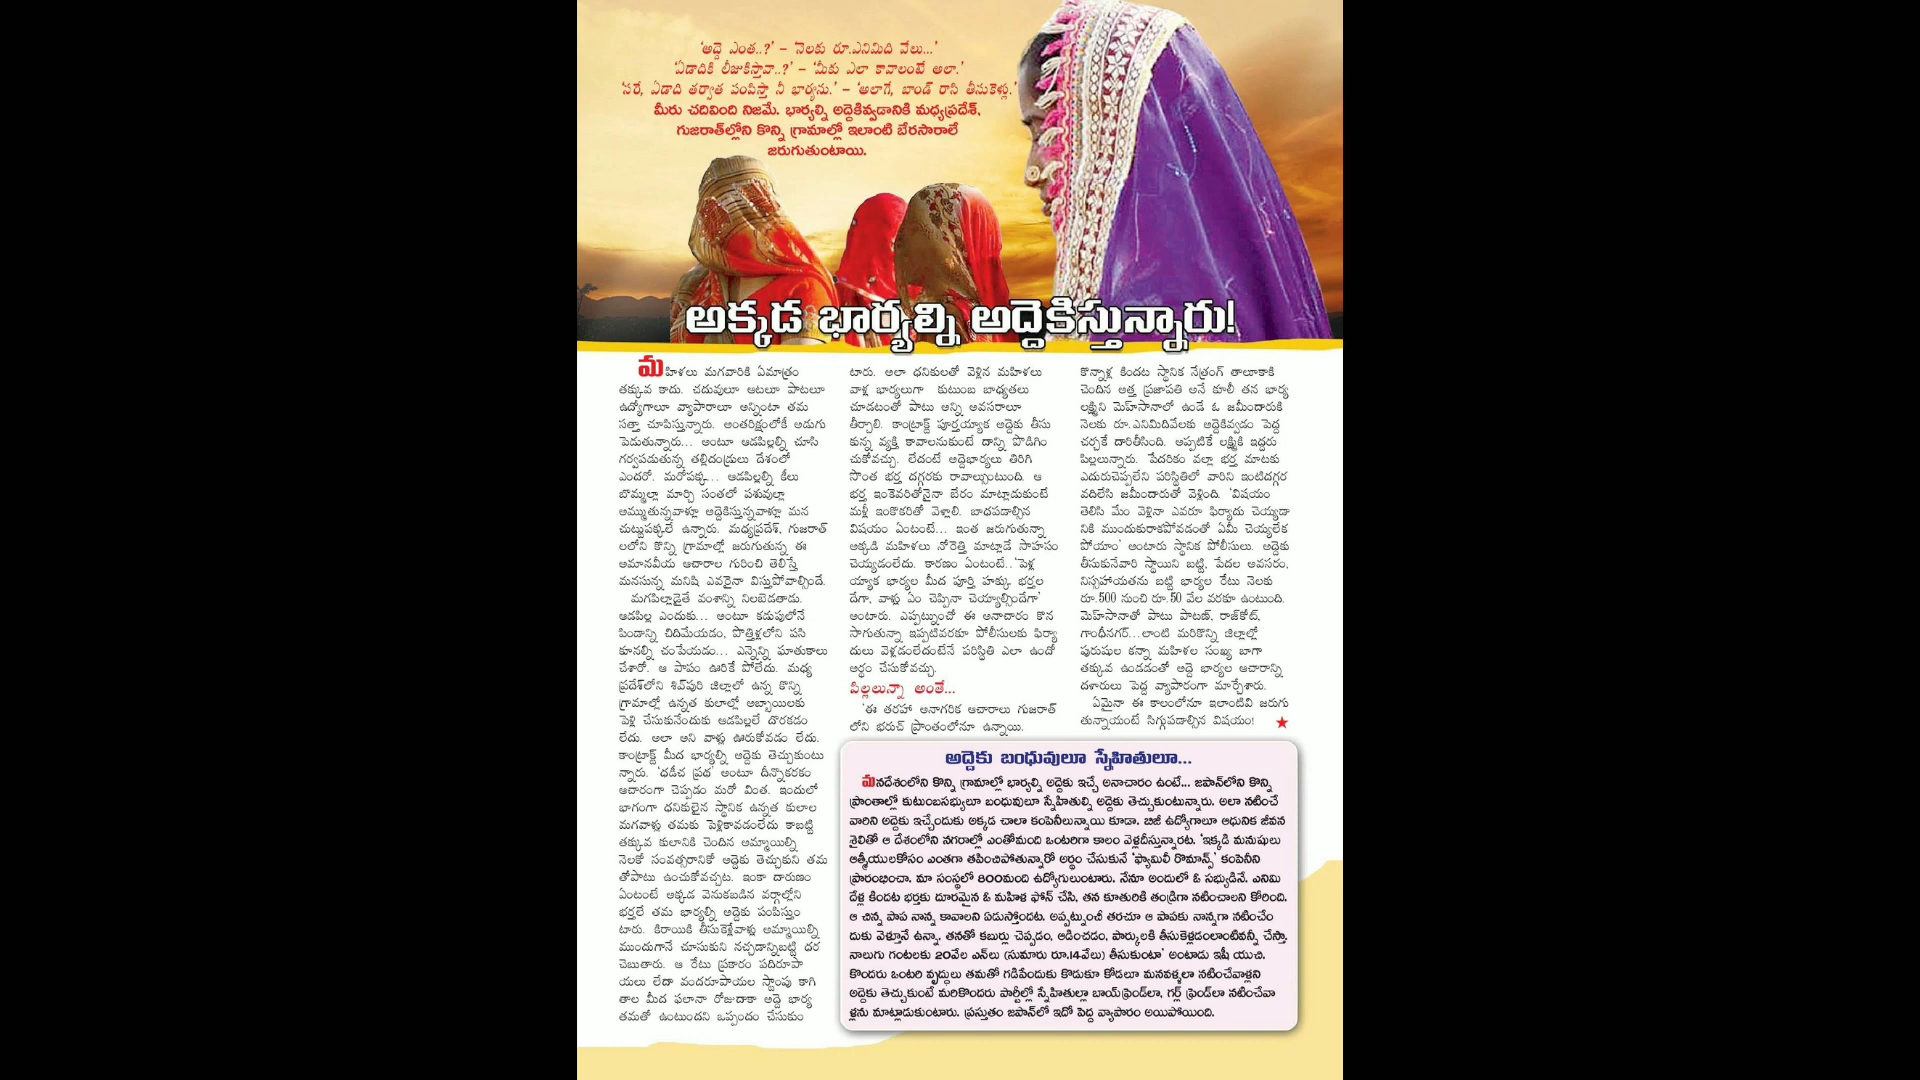 'అద్దె ఎంత..?' – 'నెలకు రూ.ఎనిమిది వేలు...'
'ఏడాదికి లీజుకిస్తావా..?' – 'మీకు ఎలా కావాలంటే అలా.'
'సరే, ఏడాది తర్వాత పంపిస్తా నీ భార్యను.' – 'అలాగే, బాండ్ రాసి తీసుకెళ్లు.'
మీరు చదివింది నిజమే. భార్యల్ని అద్దెకివ్వడానికి మధ్యప్రదేశ్,
గుజరాత్‌ల్లోని కొన్ని గ్రామాల్లో ఇలాంటి బేరసారాలే
జరుగుతుంటాయి.
అక్కడ భార్యల్ని అద్దెకిస్తున్నారు!
మహిళలు మగవారికి ఏమాత్రం
తక్కువ కాదు. చదువులూ ఆటలూ పాటలూ
ఉద్యోగాలూ వ్యాపారాలూ అన్నింటా తమ
సత్తా చూపిస్తున్నారు. అంతరిక్షంలోకీ అడుగు
పెడుతున్నారు... అంటూ ఆడపిల్లల్ని చూసి
గర్వపడుతున్న తల్లిదండ్రులు దేశంలో
ఎందరో. మరోపక్క... ఆడపిల్లల్ని కీలు
బొమ్మల్లా మార్చి సంతలో పశువుల్లా
అమ్ముతున్నవాళ్లూ అద్దెకిస్తున్నవాళ్లూ మన
చుట్టుపక్కలే ఉన్నారు. మధ్యప్రదేశ్, గుజరాత్
లలోని కొన్ని గ్రామాల్లో జరుగుతున్న ఈ
అమానవీయ ఆచారాల గురించి తెలిస్తే
మనసున్న మనిషి ఎవరైనా విస్తుపోవాల్సిందే.
మగపిల్లాడైతే వంశాన్ని నిలబెడతాడు.
ఆడపిల్ల ఎందుకు... అంటూ కడుపులోనే
పిండాన్ని చిదిమేయడం, పొత్తిళ్లలోని పసి
కూనల్ని చంపేయడం... ఎన్నెన్ని ఘాతుకాలు
చేశారో. ఆ పాపం ఊరికే పోలేదు. మధ్య
ప్రదేశ్‌లోని శివ్‌పురి జిల్లాలో ఉన్న కొన్ని
గ్రామాల్లో ఉన్నత కులాల్లో అబ్బాయిలకు
పెళ్లి చేసుకునేందుకు ఆడపిల్లలే దొరకడం
లేదు. అలా అని వాళ్లు ఊరుకోవడం లేదు.
కాంట్రాక్ట్ మీద భార్యల్ని అద్దెకు తెచ్చుకుంటు
న్నారు. 'ధడీచ ప్రథ' అంటూ దీన్నొకరకం
ఆచారంగా చెప్పడం మరో వింత. ఇందులో
భాగంగా ధనికులైన స్థానిక ఉన్నత కులాల
మగవాళ్లు తమకు పెళ్లికావడంలేదు కాబట్టి
తక్కువ కులానికి చెందిన అమ్మాయిల్ని
నెలకో సంవత్సరానికో అద్దెకు తెచ్చుకుని తమ
తోపాటు ఉంచుకోవచ్చట. ఇంకా దారుణం
ఏంటంటే అక్కడ వెనుకబడిన వర్గాల్లోని
భర్తలే తమ భార్యల్ని అద్దెకు పంపిస్తుం
టారు. కిరాయికి తీసుకెళ్లేవాళ్లు అమ్మాయిల్ని
ముందుగానే చూసుకుని నచ్చడాన్నిబట్టి ధర
చెబుతారు. ఆ రేటు ప్రకారం పదిరూపా
యలు లేదా వందరూపాయల స్టాంపు కాగి
తాల మీద ఫలానా రోజుదాకా అద్దె భార్య
తమతో ఉంటుందని ఒప్పందం చేసుకుం
టారు. అలా ధనికులతో వెళ్లిన మహిళలు
వాళ్ల భార్యలుగా కుటుంబ బాధ్యతలు
చూడటంతో పాటు అన్ని అవసరాలూ
తీర్చాలి. కాంట్రాక్ట్ పూర్తయ్యాక అద్దెకు తీసు
కున్న వ్యక్తి కావాలనుకుంటే దాన్ని పొడిగిం
చుకోవచ్చు. లేదంటే అద్దెభార్యలు తిరిగి
సొంత భర్త దగ్గరకు రావాల్సుంటుంది. ఆ
భర్త ఇంకెవరితోనైనా బేరం మాట్లాడుకుంటే
మళ్లీ ఇంకొకరితో వెళ్లాలి. బాధపడాల్సిన
విషయం ఏంటంటే... ఇంత జరుగుతున్నా
అక్కడి మహిళలు నోరెత్తి మాట్లాడే సాహసం
చెయ్యడంలేదు. కారణం ఏంటంటే..'పెళ్ల
య్యాక భార్యల మీద పూర్తి హక్కు భర్తల
దేగా, వాళ్లు ఏం చెప్పినా చెయ్యాల్సిందేగా'
అంటారు. ఎప్పట్నుంచో ఈ అనాచారం కొన
సాగుతున్నా ఇప్పటివరకూ పోలీసులకు ఫిర్యా
దులు వెళ్లడంలేదంటేనే పరిస్థితి ఎలా ఉందో
అర్థం చేసుకోవచ్చు.
పిల్లలున్నా అంతే...
'ఈ తరహా అనాగరిక ఆచారాలు గుజరాత్
లోని భరుచ్ ప్రాంతంలోనూ ఉన్నాయి.
కొన్నాళ్ల కిందట స్థానిక నేత్రంగ్ తాలూకాకి
చెందిన అత్త ప్రజాపతి అనే కూలీ తన భార్య
లక్ష్మిని మెహ్‌సానాలో ఉండే ఓ జమీందారుకి
నెలకు రూ.ఎనిమిదివేలకు అద్దెకివ్వడం పెద్ద
చర్చకే దారితీసింది. అప్పటికే లక్ష్మికి ఇద్దరు
పిల్లలున్నారు. పేదరికం వల్లా భర్త మాటకు
ఎదురుచెప్పలేని పరిస్థితిలో వారిని ఇంటిదగ్గర
వదిలేసి జమీందారుతో వెళ్లింది. 'విషయం
తెలిసి మేం వెళ్లినా ఎవరూ ఫిర్యాదు చెయ్యడా
నికి ముందుకురాకపోవడంతో ఏమీ చెయ్యలేక
పోయాం' అంటారు స్థానిక పోలీసులు. అద్దెకు
తీసుకునేవారి స్థాయిని బట్టి, పేదల అవసరం,
నిస్సహాయతను బట్టి భార్యల రేటు నెలకు
రూ.500 నుంచి రూ.50 వేల వరకూ ఉంటుంది.
మెహ్‌సానాతో పాటు పాటణ్, రాజ్‌కోట్,
గాంధీనగర్...లాంటి మరికొన్ని జిల్లాల్లో
పురుషుల కన్నా మహిళల సంఖ్య బాగా
తక్కువ ఉండడంతో అద్దె భార్యల ఆచారాన్ని
దళారులు పెద్ద వ్యాపారంగా మార్చేశారు.
ఏమైనా ఈ కాలంలోనూ ఇలాంటివి జరుగు
తున్నాయంటే సిగ్గుపడాల్సిన విషయం!
అద్దెకు బంధువులూ స్నేహితులూ...
మనదేశంలోని కొన్ని గ్రామాల్లో భార్యల్ని అద్దెకు ఇచ్చే అనాచారం ఉంటే... జపాన్‌లోని కొన్ని
ప్రాంతాల్లో కుటుంబసభ్యులూ బంధువులూ స్నేహితుల్ని అద్దెకు తెచ్చుకుంటున్నారు. అలా నటించే
వారిని అద్దెకు ఇచ్చేందుకు అక్కడ చాలా కంపెనీలున్నాయి కూడా. బిజీ ఉద్యోగాలూ ఆధునిక జీవన
శైలితో ఆ దేశంలోని నగరాల్లో ఎంతోమంది ఒంటరిగా కాలం వెళ్లదీస్తున్నారట. 'ఇక్కడి మనుషులు
ఆత్మీయులకోసం ఎంతగా తపించిపోతున్నారో అర్థం చేసుకునే 'ఫ్యామిలీ రొమాన్స్' కంపెనీని
ప్రారంభించా. మా సంస్థలో 800మంది ఉద్యోగులుంటారు. నేనూ అందులో ఓ సభ్యుడినే. ఎనిమి
దేళ్ల కిందట భర్తకు దూరమైన ఓ మహిళ ఫోన్ చేసి, తన కూతురికి తండ్రిగా నటించాలని కోరింది.
ఆ చిన్న పాప నాన్న కావాలని ఏడుస్తోందట. అప్పట్నుంచీ తరచూ ఆ పాపకు నాన్నగా నటించేం
దుకు వెళ్తూనే ఉన్నా. తనతో కబుర్లు చెప్పడం, ఆడించడం, పార్కులకి తీసుకెళ్లడంలాంటివన్నీ చేస్తా.
నాలుగు గంటలకు 20వేల ఎన్‌లు (సుమారు రూ.14వేలు) తీసుకుంటా' అంటాడు ఇషీ యుచి.
కొందరు ఒంటరి వృద్ధులు తమతో గడిపేందుకు కొడుకూ కోడలూ మనవళ్లలా నటించేవాళ్లని
అద్దెకు తెచ్చుకుంటే మరికొందరు పార్టీల్లో స్నేహితుల్లా బాయ్‌ఫ్రెండ్‌లా, గర్ల్ ఫ్రెండ్‌లా నటించేవా
ళ్లను మాట్లాడుకుంటారు. ప్రస్తుతం జపాన్‌లో ఇదో పెద్ద వ్యాపారం అయిపోయింది.